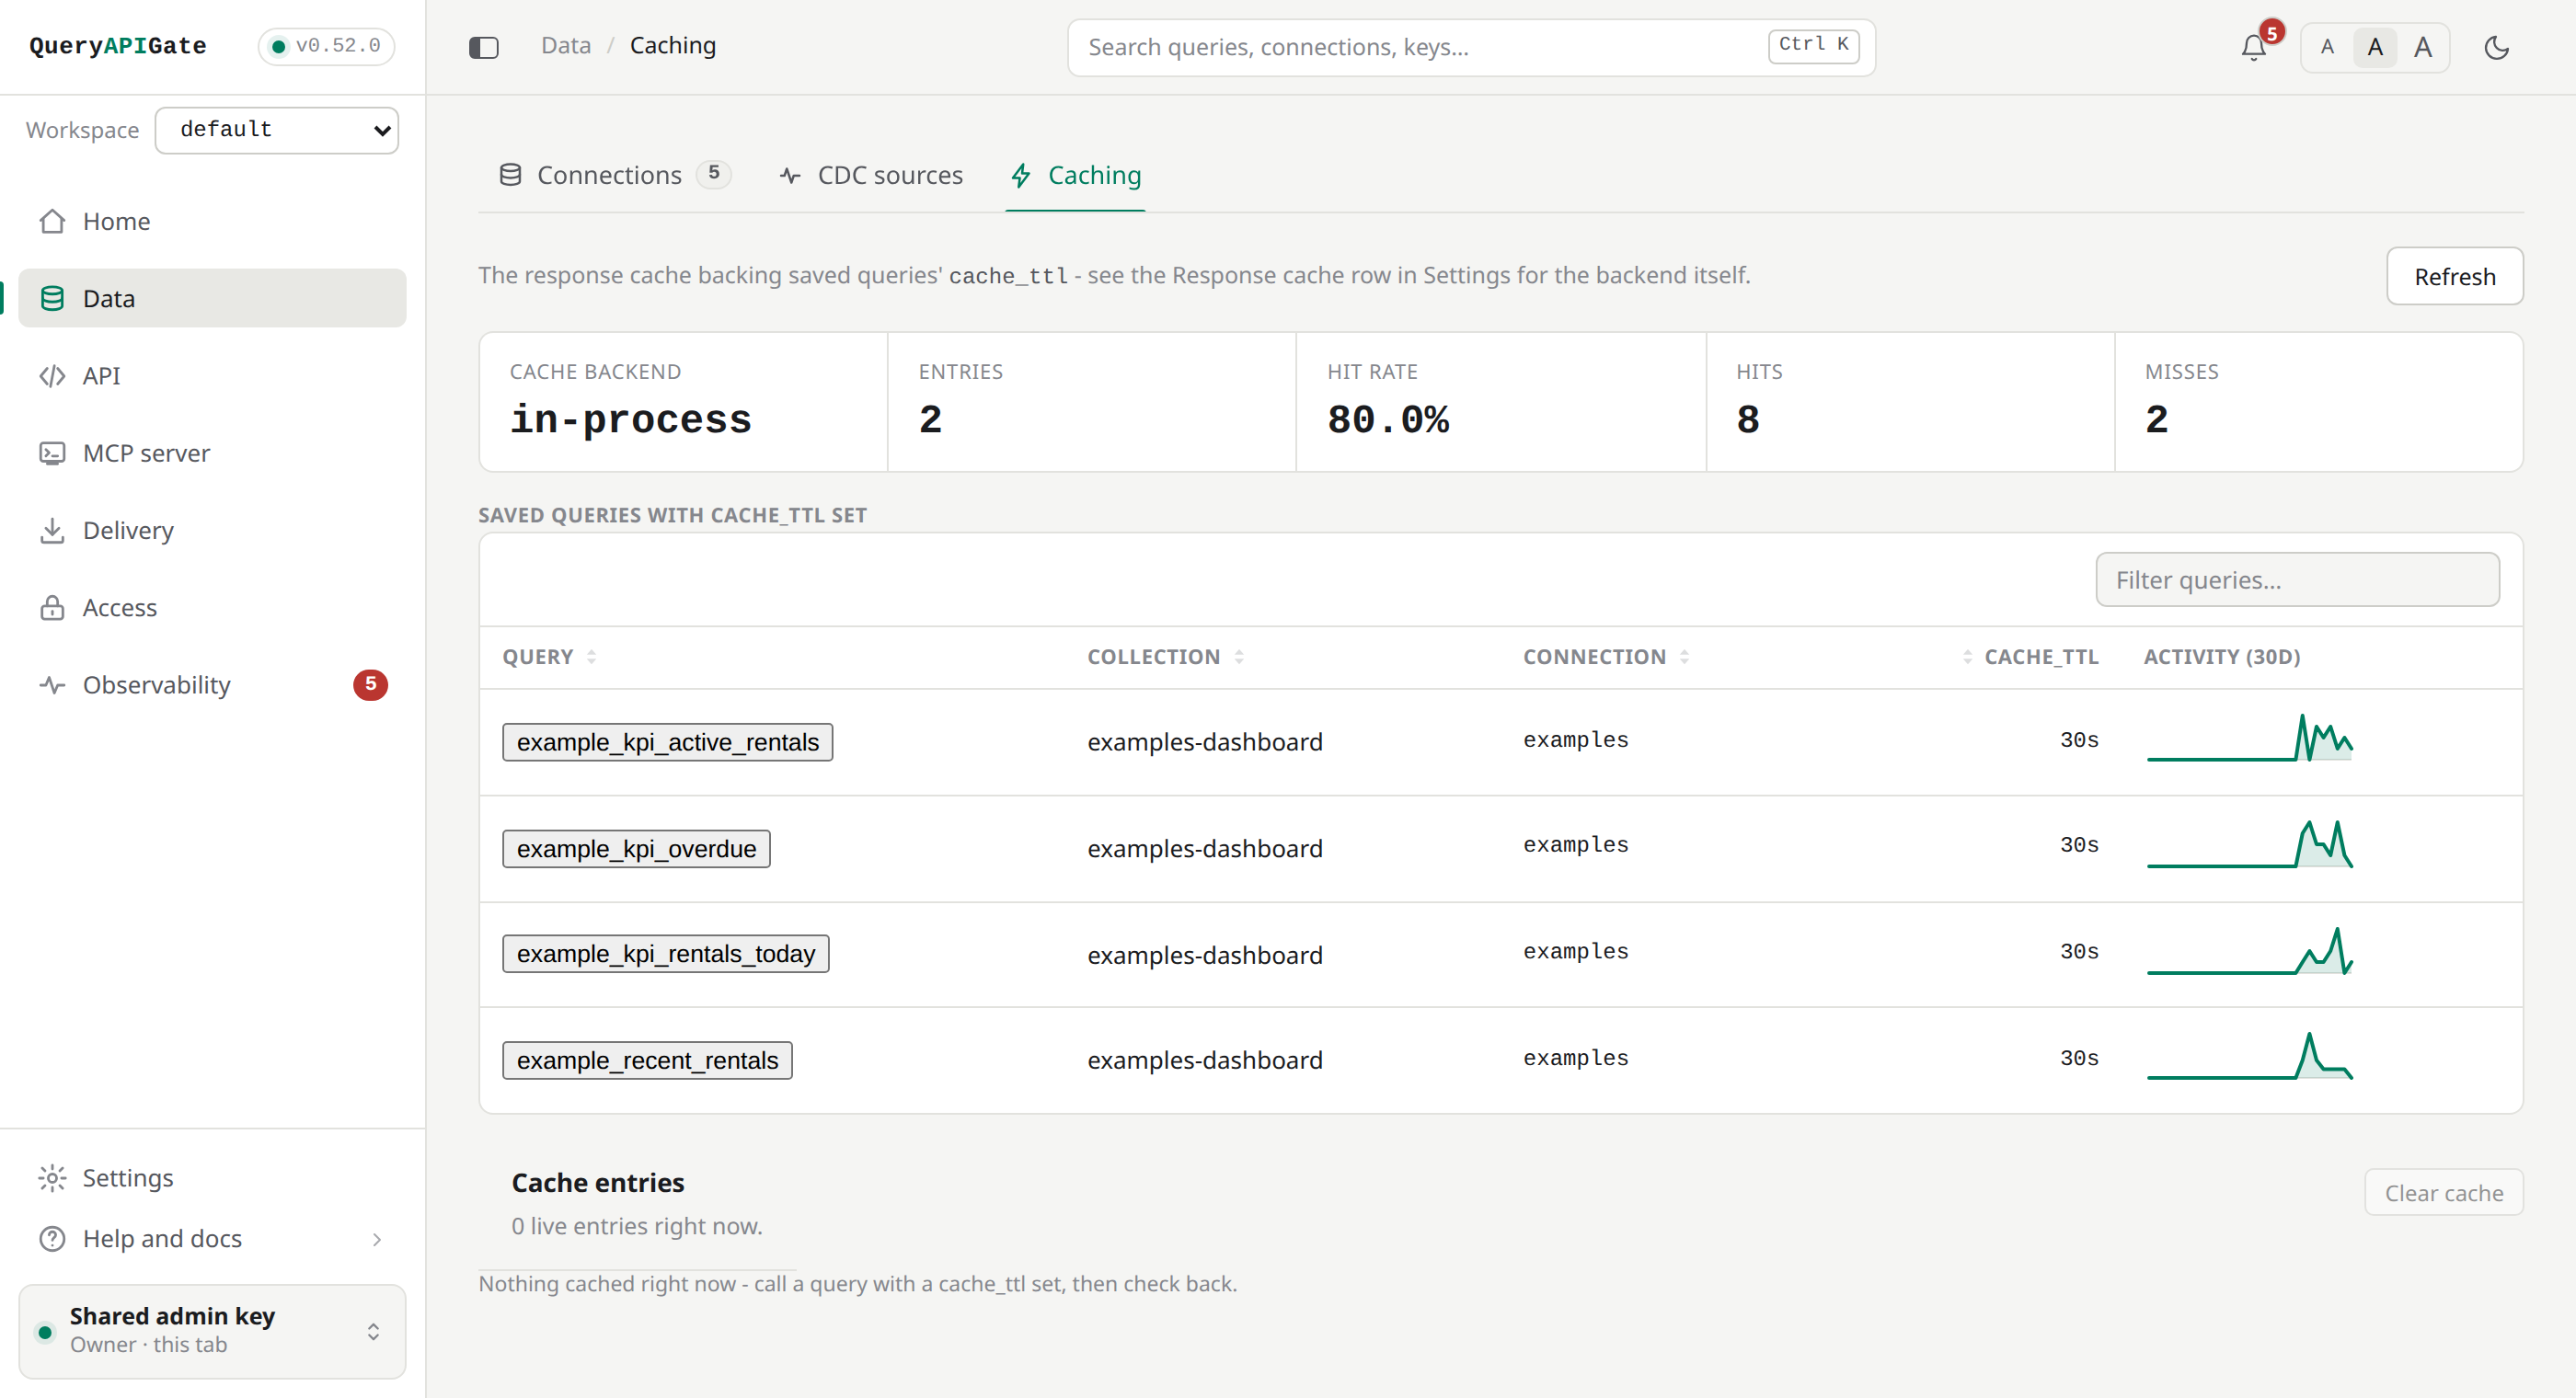 QueryAPIGate v0.52.0
Data / Caching
Search queries, connections, keys... Ctrl K
5
A A A
Workspace default
Home
Data
API
MCP server
Delivery
Access
Observability 5
Settings
Help and docs
Shared admin key
Owner · this tab
Connections 5 CDC sources Caching
The response cache backing saved queries' cache_ttl - see the Response cache row in Settings for the backend itself.
Refresh
CACHE BACKEND ENTRIES HIT RATE HITS MISSES
in-process 2 80.0% 8 2
SAVED QUERIES WITH CACHE_TTL SET
Filter queries...
QUERY COLLECTION CONNECTION CACHE_TTL ACTIVITY (30D)
example_kpi_active_rentals examples-dashboard examples 30s
example_kpi_overdue examples-dashboard examples 30s
example_kpi_rentals_today examples-dashboard examples 30s
example_recent_rentals examples-dashboard examples 30s
Cache entries
0 live entries right now.
Clear cache
Nothing cached right now - call a query with a cache_ttl set, then check back.